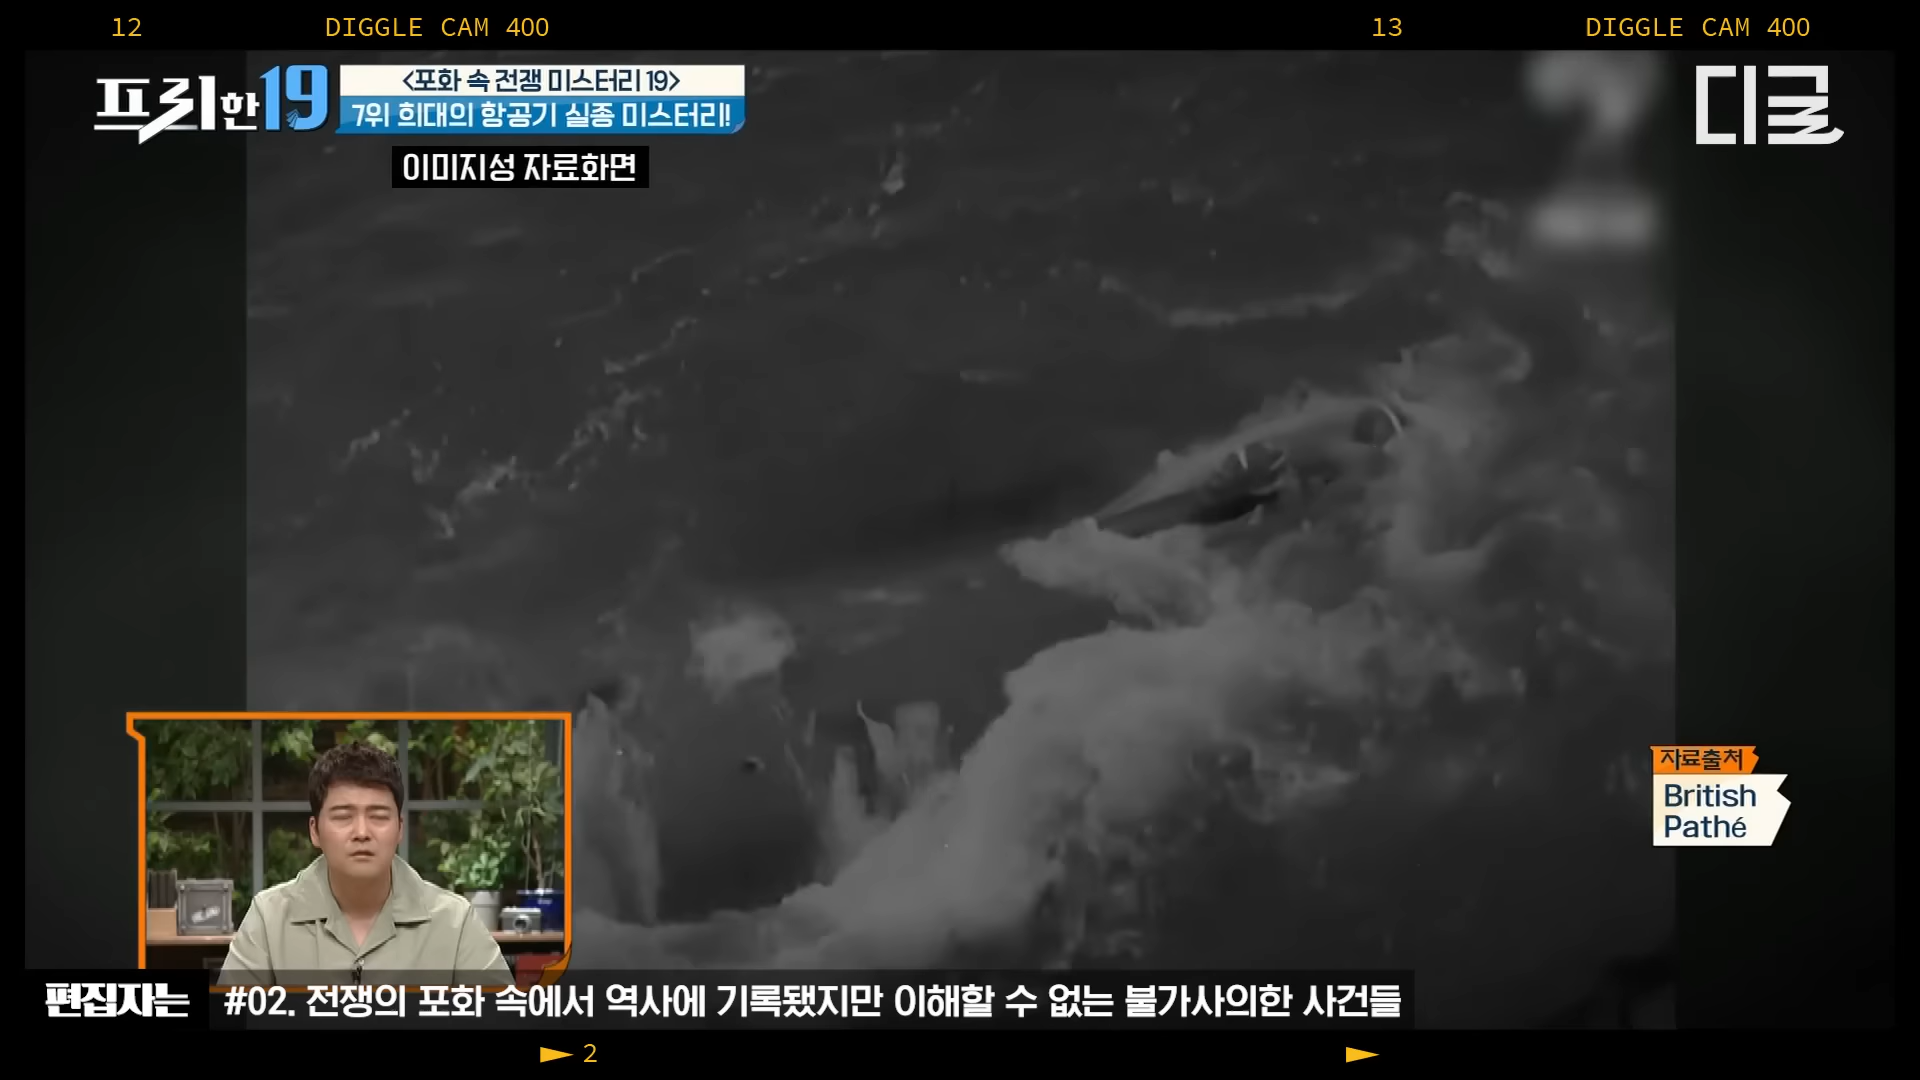 12
DIGGLE CAM 400
13
DIGGLE CAM 400
프리한19
<포화 속 전쟁 미스터리 19>
7위 희대의 항공기 실종 미스터리!
이미지성 자료화면
디글
자료출처
British
Pathé
편집자는
#02. 전쟁의 포화 속에서 역사에 기록됐지만 이해할 수 없는 불가사의한 사건들
2